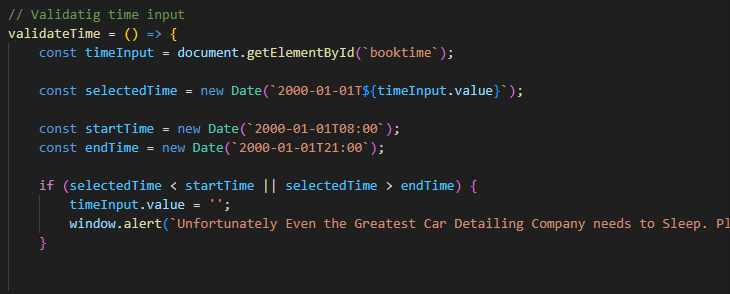 // Validatig time input
validateTime = () => {
const timeInput = document.getElementById(`booktime`);
const selectedTime = new Date(`2000-01-01T${timeInput.value}`);
const startTime = new Date(`2000-01-01T08:00`);
const endTime = new Date(`2000-01-01T21:00`);
if (selectedTime < startTime || selectedTime > endTime) {
timeInput.value = '';
window.alert(`Unfortunately Even the Greatest Car Detailing Company needs to Sleep. Pl
}